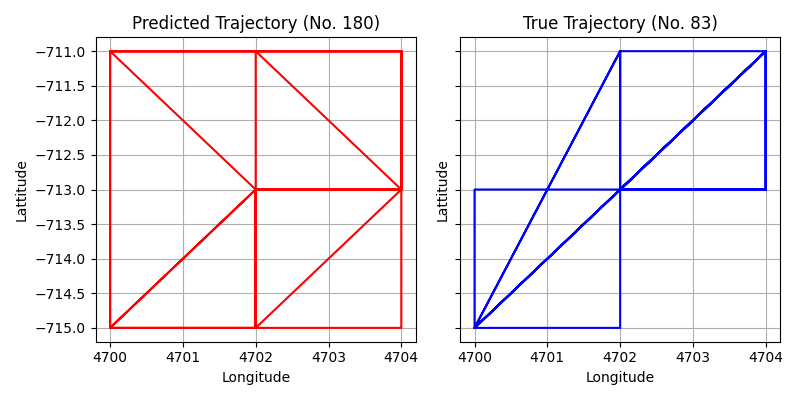 Predicted Trajectory (No. 180)
True Trajectory (No. 83)
−711.0
−711.5
−712.0
−712.5
−713.0
−713.5
−714.0
−714.5
−715.0
Lattitude
Lattitude
4700 4701 4702 4703 4704
4700 4701 4702 4703 4704
Longitude
Longitude